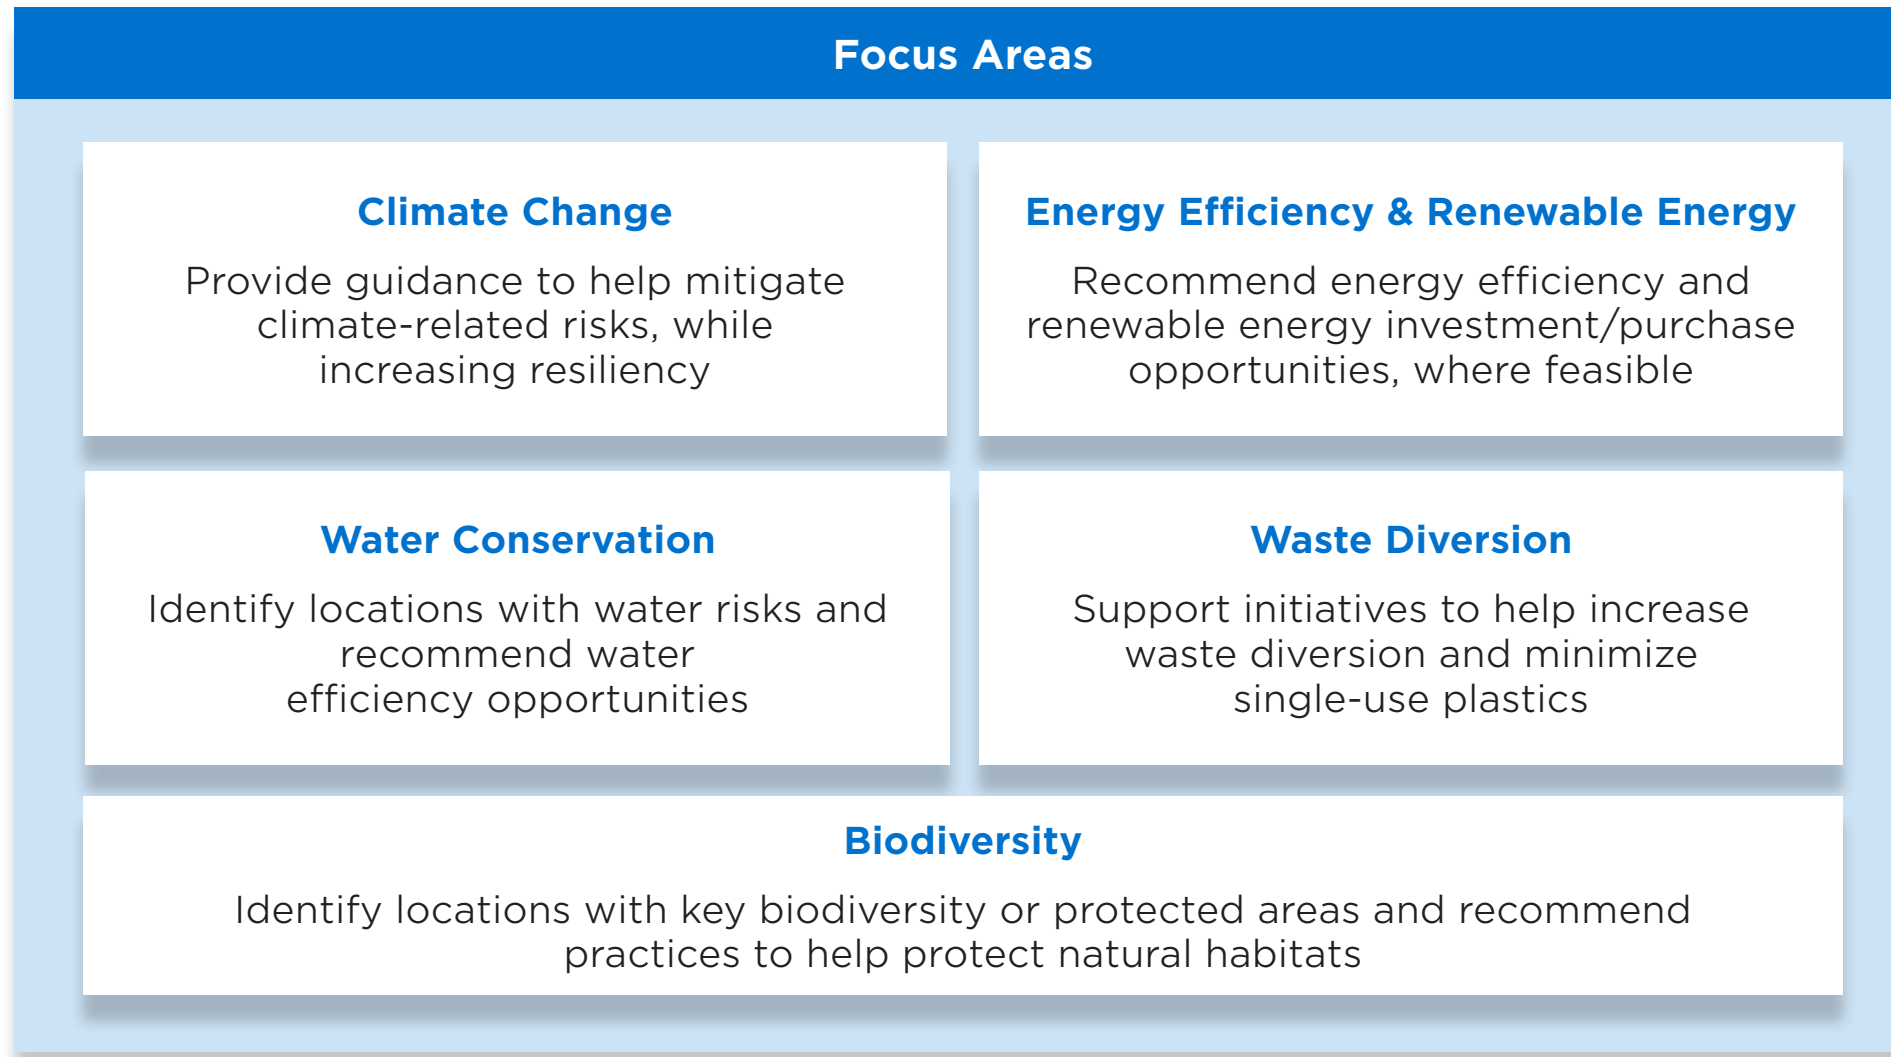 Focus Areas
Climate Change
Provide guidance to help mitigate
climate-related risks, while
increasing resiliency
Energy Efficiency & Renewable Energy
Recommend energy efficiency and
renewable energy investment/purchase
opportunities, where feasible
Water Conservation
Identify locations with water risks and
recommend water
efficiency opportunities
Waste Diversion
Support initiatives to help increase
waste diversion and minimize
single-use plastics
Biodiversity
Identify locations with key biodiversity or protected areas and recommend
practices to help protect natural habitats